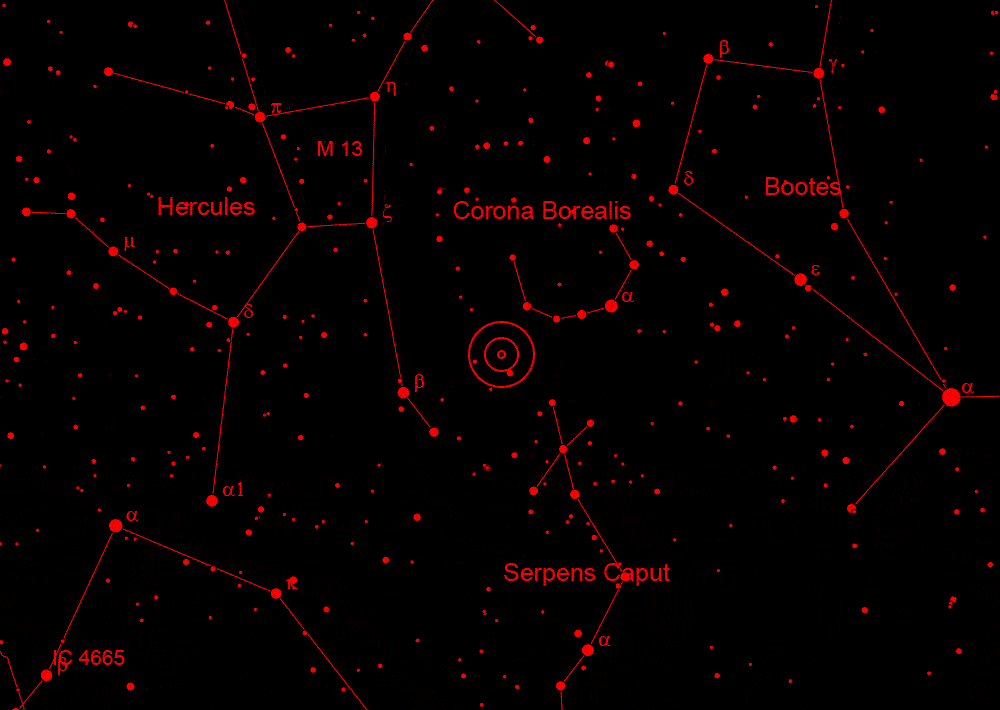 β
γ
η
π
M 13
δ
Bootes
Hercules
ζ
Corona Borealis
μ
ε
α
δ
β
α
α1
α
κ
Serpens Caput
α
IC 4665
β